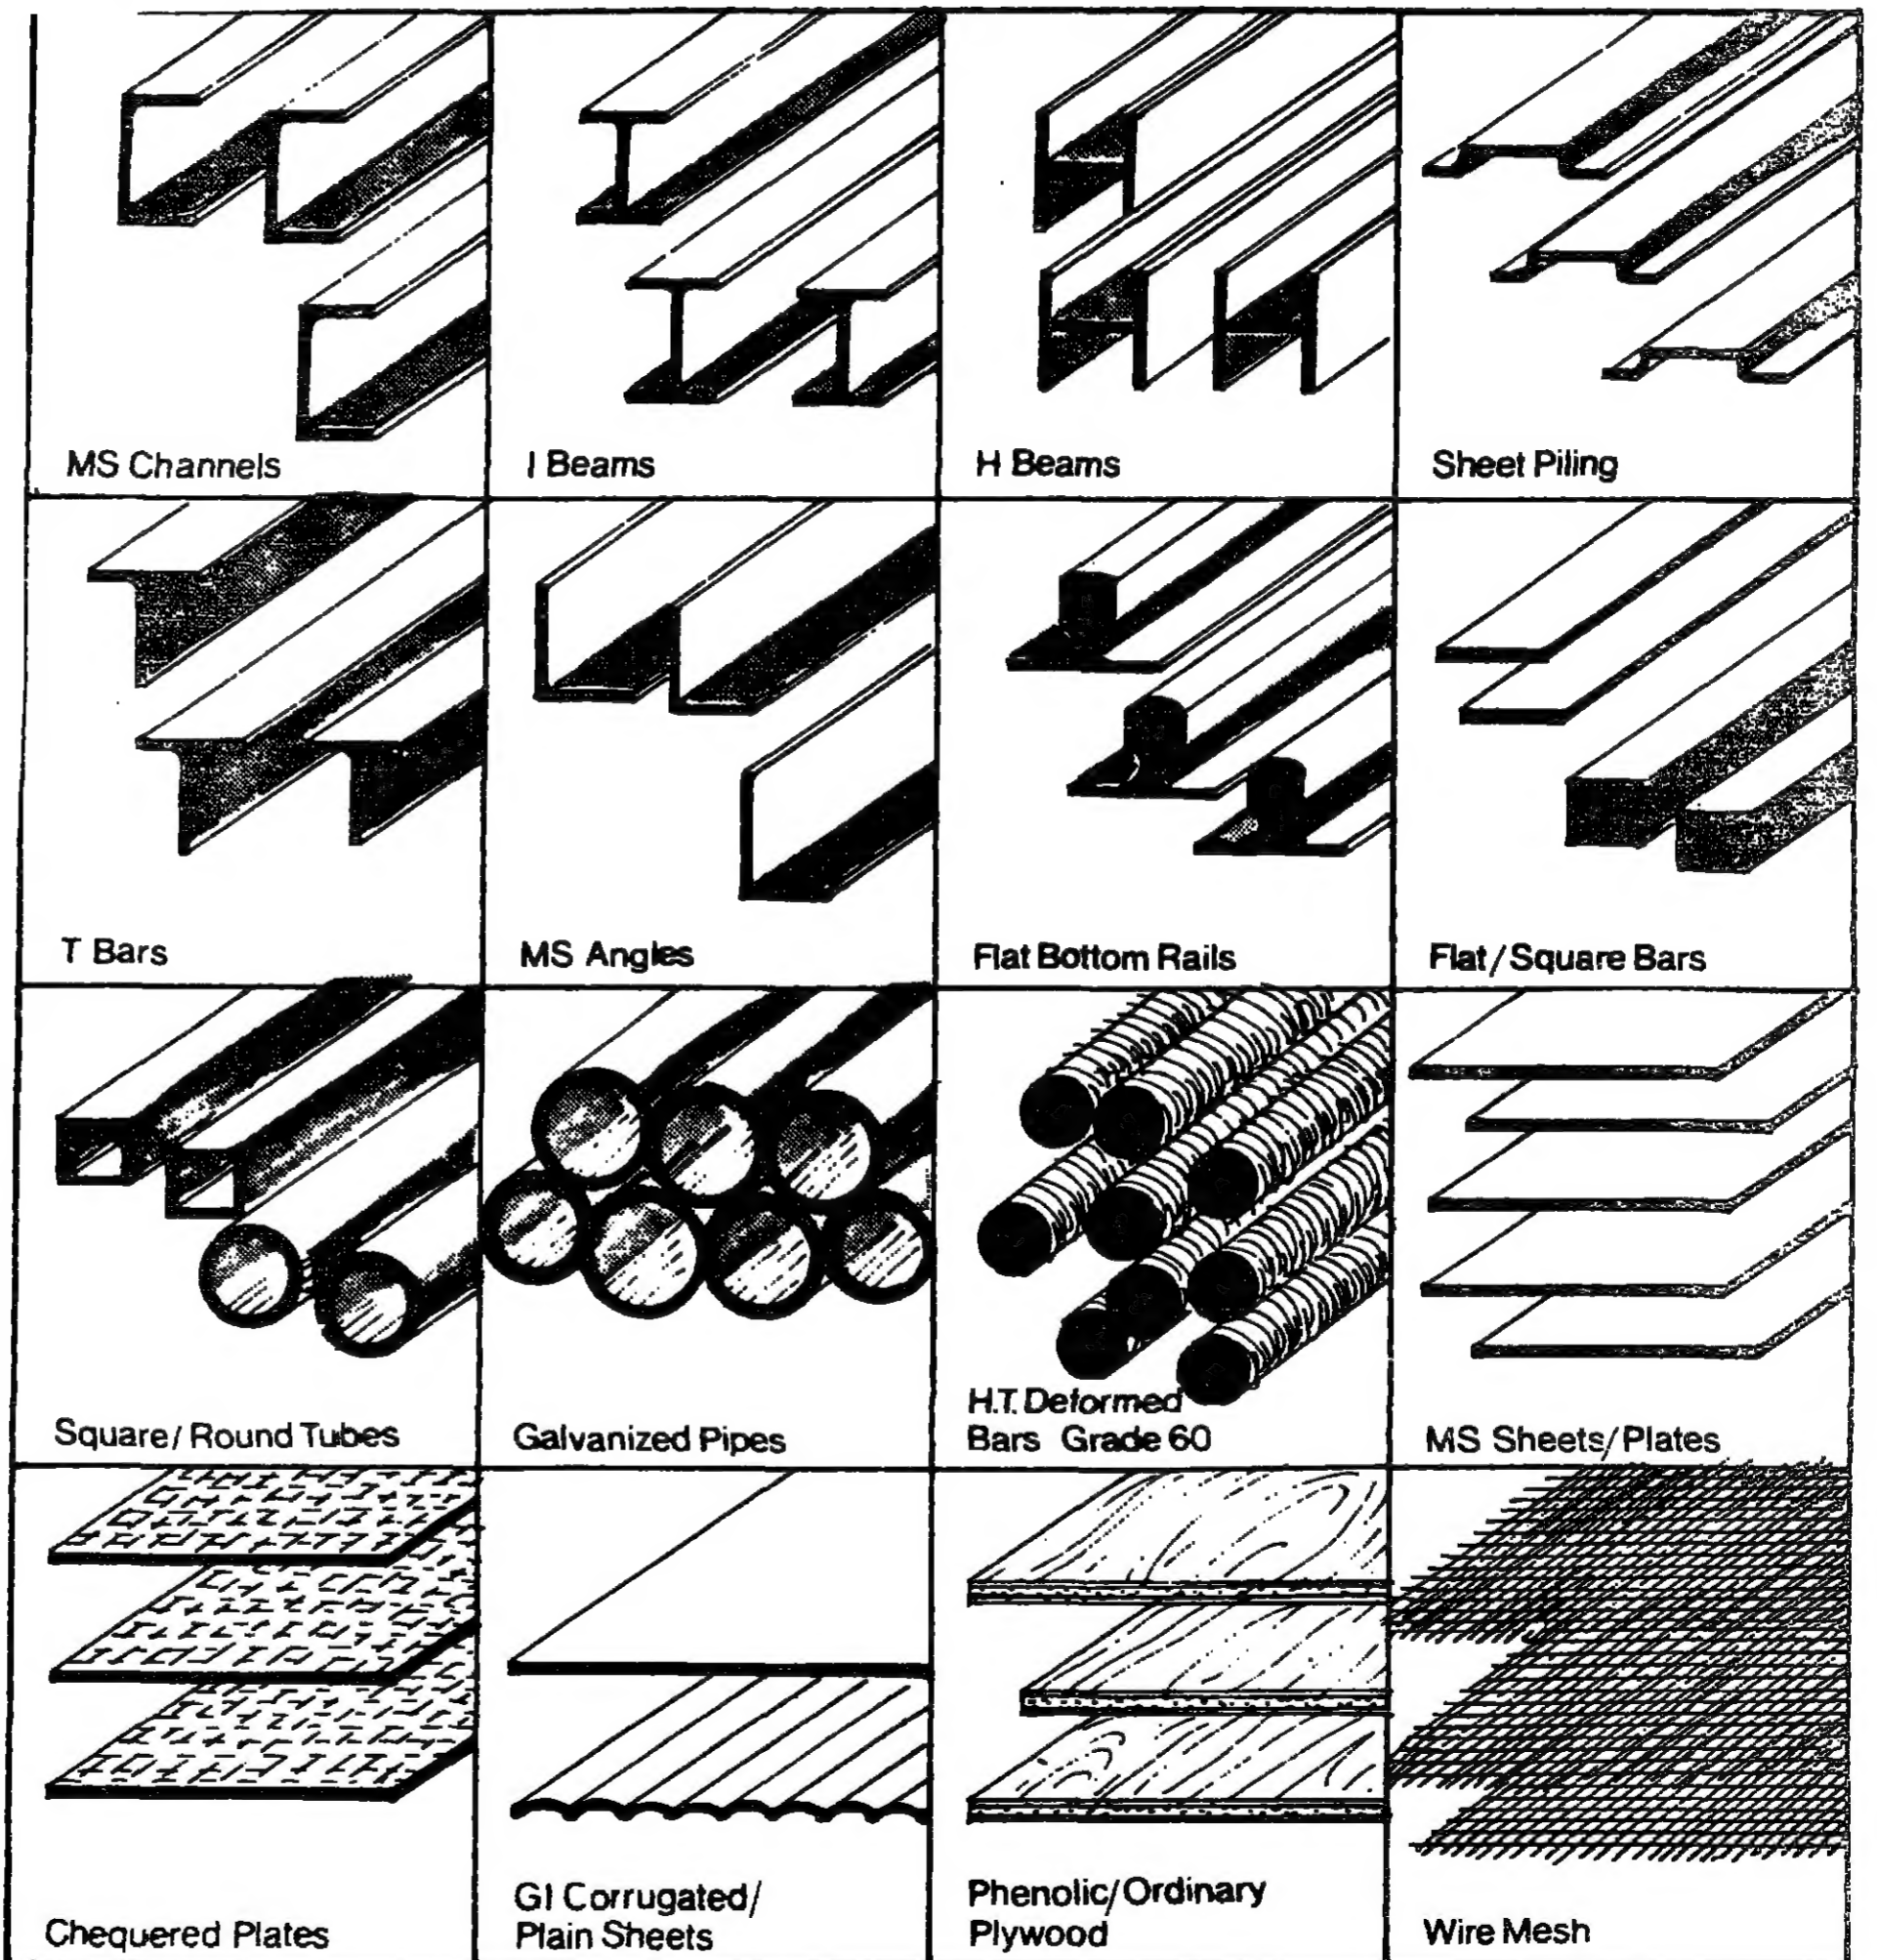 MS Channels
I Beams
H Beams
Sheet Piling
T Bars
MS Angles
Flat Bottom Rails
Flat/Square Bars
Square/Round Tubes
Galvanized Pipes
H.T. Deformed
Bars Grade 60
MS Sheets/Plates
Chequered Plates
GI Corrugated/
Plain Sheets
Phenolic/Ordinary
Plywood
Wire Mesh